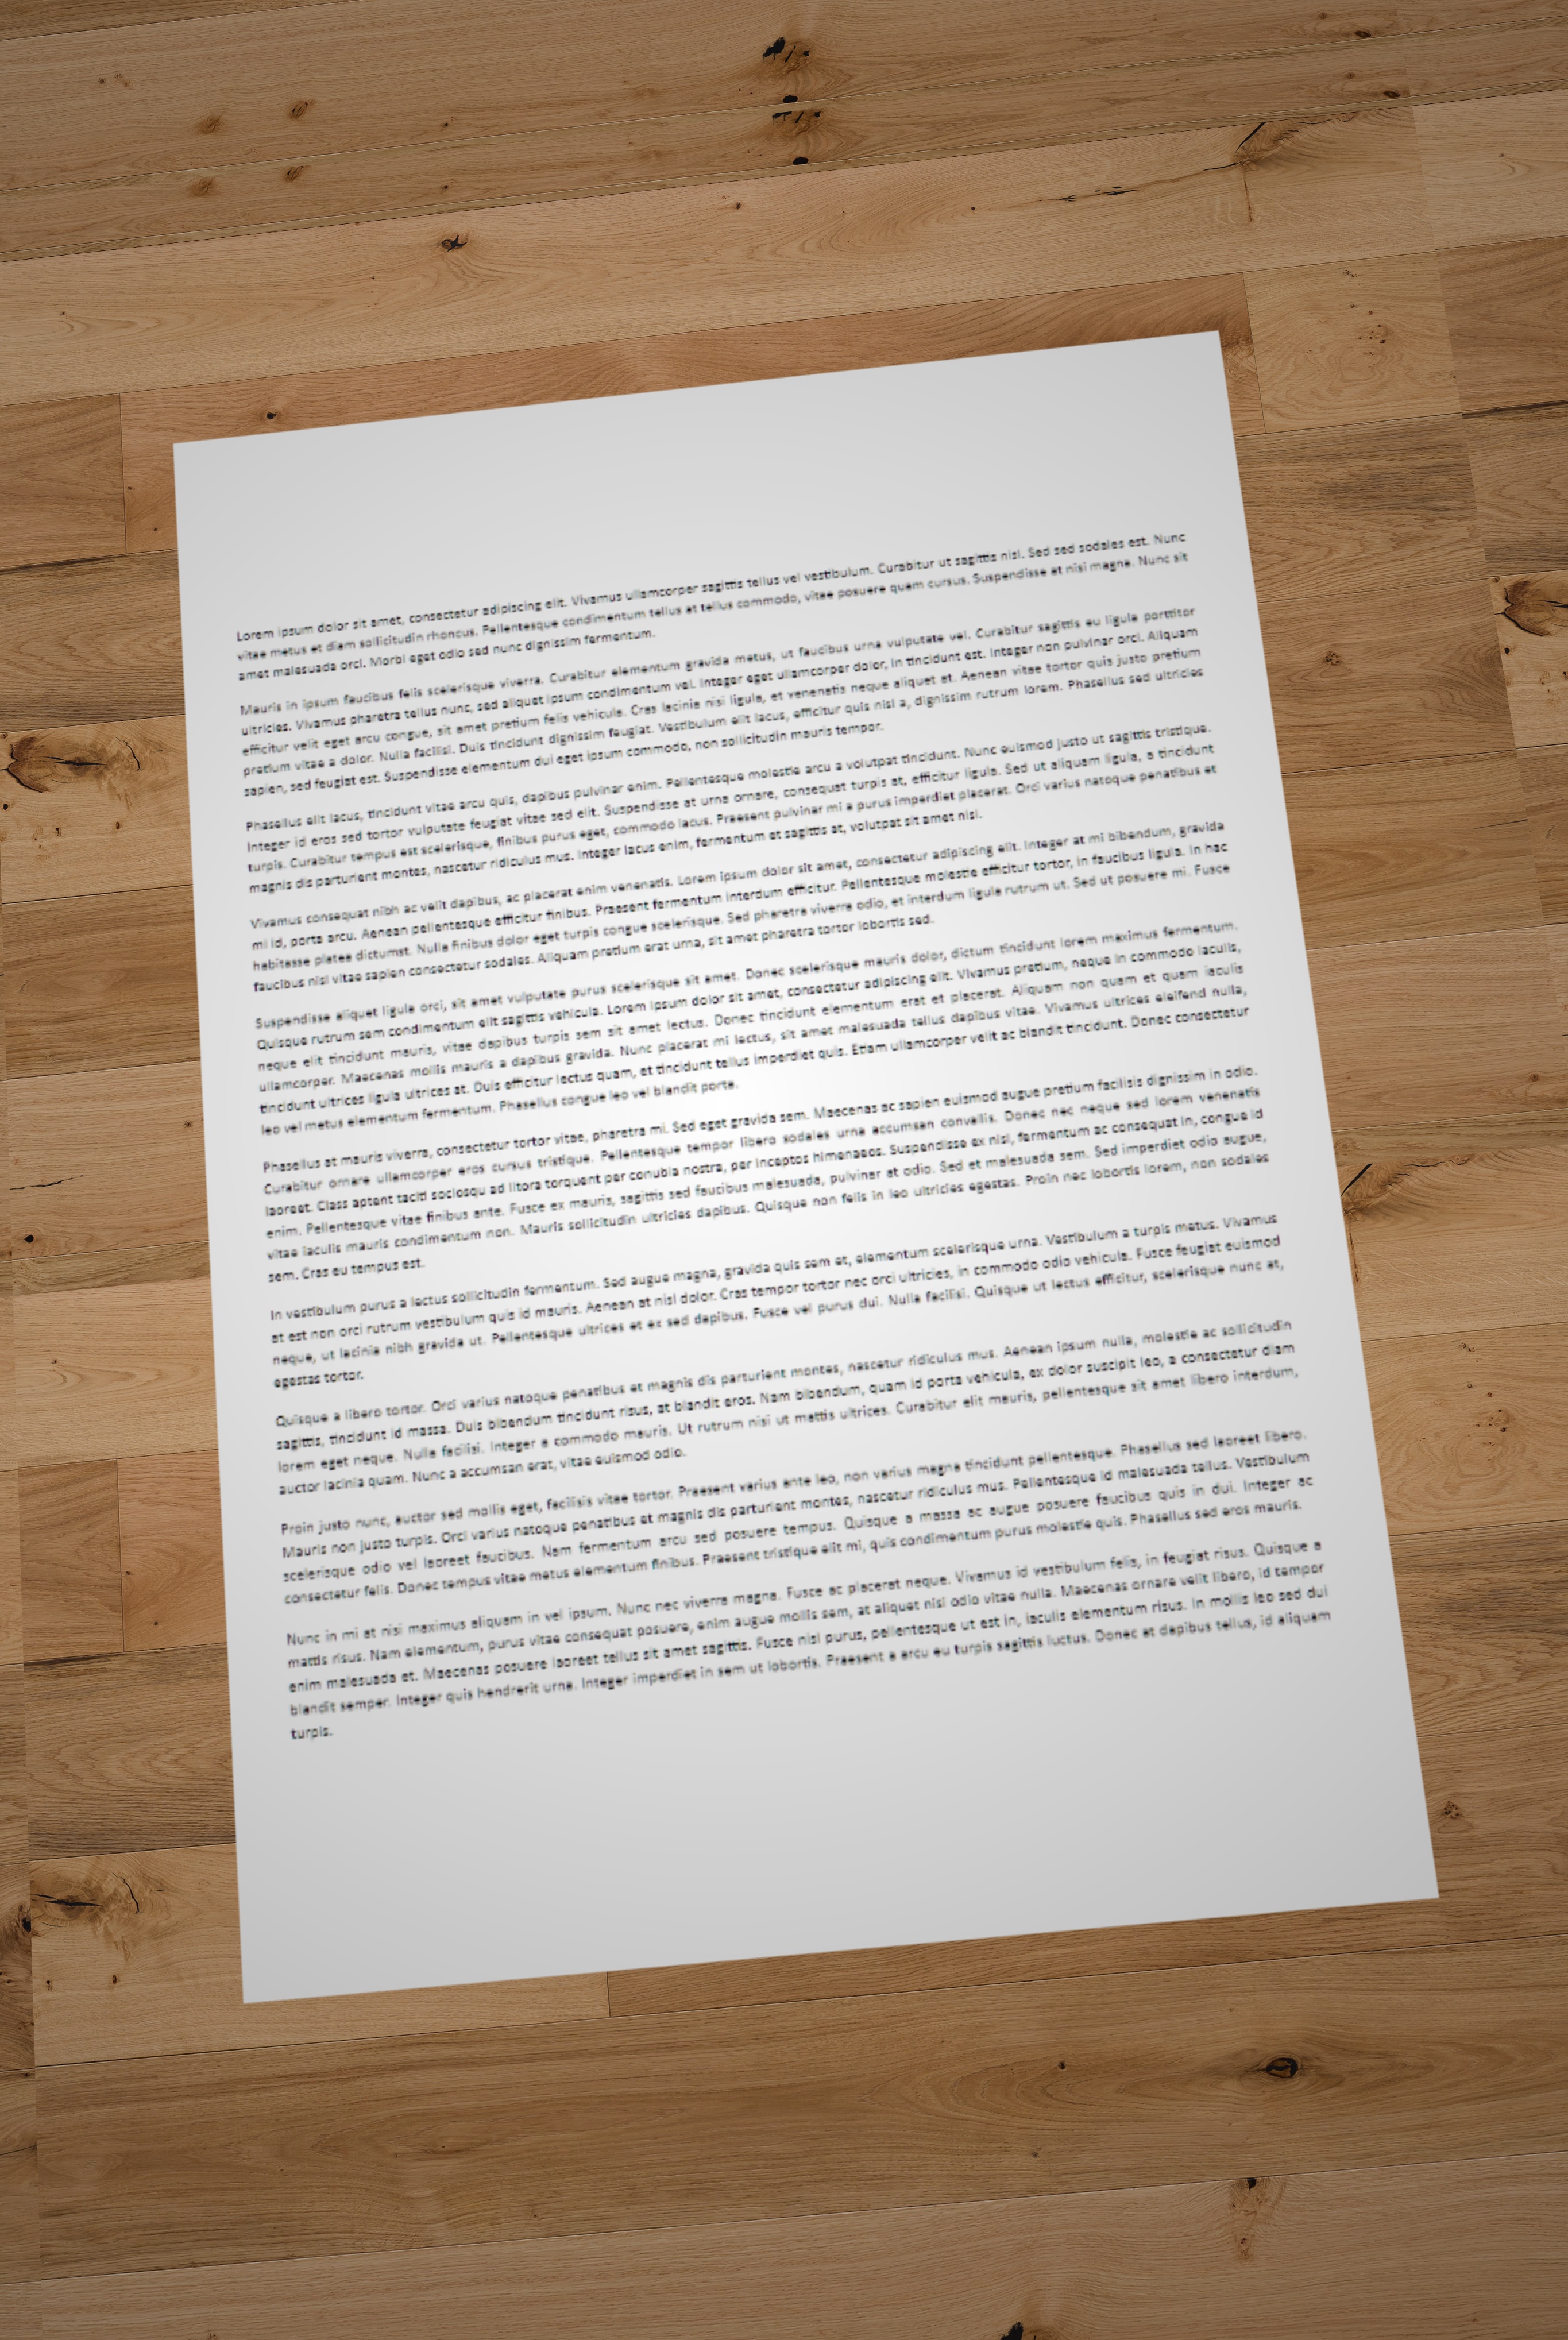 Lorem ipsum dolor sit amet, consectetur adipiscing elit. Vivamus ullamcorper sagittis tellus vel vestibulum. Curabitur ut sagittis nisl. Sed sed sodales est. Nunc
vitae metus et diam sollicitudin rhoncus. Pellentesque condimentum tellus at tellus commodo, vitae posuere quam cursus. Suspendisse at nisi magna. Nunc sit
amet malesuada orci. Morbi eget odio sed nunc dignissim fermentum.
Mauris in ipsum faucibus felis scelerisque viverra. Curabitur elementum gravida metus, ut faucibus urna vulputate vel. Curabitur sagittis eu ligula porttitor
ultricies. Vivamus pharetra tellus nunc, sed aliquet ipsum condimentum vel. Integer eget ullamcorper dolor, in tincidunt est. Integer non pulvinar orci. Aliquam
efficitur velit eget arcu congue, sit amet pretium felis vehicula. Cras lacinia nisi ligula, et venenatis neque aliquet at. Aenean vitae tortor quis justo pretium
pretium vitae a dolor. Nulla facilisi. Duis tincidunt dignissim feugiat. Vestibulum elit lacus, efficitur quis nisl a, dignissim rutrum lorem. Phasellus sed ultricies
sapien, sed feugiat est. Suspendisse elementum dui eget ipsum commodo, non sollicitudin mauris tempor.
Phasellus elit lacus, tincidunt vitae arcu quis, dapibus pulvinar enim. Pellentesque molestie arcu a volutpat tincidunt. Nunc euismod justo ut sagittis tristique.
Integer id eros sed tortor vulputate feugiat vitae sed elit. Suspendisse at urna ornare, consequat turpis at, efficitur ligula. Sed ut aliquam ligula, a tincidunt
turpis. Curabitur tempus est scelerisque, finibus purus eget, commodo lacus. Praesent pulvinar mi a purus imperdiet placerat. Orci varius natoque penatibus et
magnis dis parturient montes, nascetur ridiculus mus. Integer lacus enim, fermentum et sagittis at, volutpat sit amet nisl.
Vivamus consequat nibh ac velit dapibus, ac placerat enim venenatis. Lorem ipsum dolor sit amet, consectetur adipiscing elit. Integer at mi bibendum, gravida
mi id, porta arcu. Aenean pellentesque efficitur finibus. Praesent fermentum interdum efficitur. Pellentesque molestie efficitur tortor, in faucibus ligula. In hac
habitasse platea dictumst. Nulla finibus dolor eget turpis congue scelerisque. Sed pharetra viverra odio, et interdum ligula rutrum ut. Sed ut posuere mi. Fusce
faucibus nisl vitae sapien consectetur sodales. Aliquam pretium erat urna, sit amet pharetra tortor lobortis sed.
Suspendisse aliquet ligula orci, sit amet vulputate purus scelerisque sit amet. Donec scelerisque mauris dolor, dictum tincidunt lorem maximus fermentum.
Quisque rutrum sem condimentum elit sagittis vehicula. Lorem ipsum dolor sit amet, consectetur adipiscing elit. Vivamus pretium, neque in commodo iaculis,
neque elit tincidunt mauris, vitae dapibus turpis sem sit amet lectus. Donec tincidunt elementum erat et placerat. Aliquam non quam et quam iaculis
ullamcorper. Maecenas mollis mauris a dapibus gravida. Nunc placerat mi lectus, sit amet malesuada tellus dapibus vitae. Vivamus ultrices eleifend nulla,
tincidunt ultrices ligula ultrices at. Duis efficitur lectus quam, et tincidunt tellus imperdiet quis. Etiam ullamcorper velit ac blandit tincidunt. Donec consectetur
leo vel metus elementum fermentum. Phasellus congue leo vel blandit porta.
Phasellus at mauris viverra, consectetur tortor vitae, pharetra mi. Sed eget gravida sem. Maecenas ac sapien euismod augue pretium facilisis dignissim in odio.
Curabitur ornare ullamcorper eros cursus tristique. Pellentesque tempor libero sodales urna accumsan convallis. Donec nec neque sed lorem venenatis
laoreet. Class aptent taciti sociosqu ad litora torquent per conubia nostra, per inceptos himenaeos. Suspendisse ex nisl, fermentum ac consequat in, congue id
enim. Pellentesque vitae finibus ante. Fusce ex mauris, sagittis sed faucibus malesuada, pulvinar at odio. Sed et malesuada sem. Sed imperdiet odio augue,
vitae iaculis mauris condimentum non. Mauris sollicitudin ultricies dapibus. Quisque non felis in leo ultricies egestas. Proin nec lobortis lorem, non sodales
sem. Cras eu tempus est.
In vestibulum purus a lectus sollicitudin fermentum. Sed augue magna, gravida quis sem et, elementum scelerisque urna. Vestibulum a turpis metus. Vivamus
at est non orci rutrum vestibulum quis id mauris. Aenean at nisl dolor. Cras tempor tortor nec orci ultricies, in commodo odio vehicula. Fusce feugiat euismod
neque, ut lacinia nibh gravida ut. Pellentesque ultrices et ex sed dapibus. Fusce vel purus dui. Nulla facilisi. Quisque ut lectus efficitur, scelerisque nunc at,
egestas tortor.
Quisque a libero tortor. Orci varius natoque penatibus et magnis dis parturient montes, nascetur ridiculus mus. Aenean ipsum nulla, molestie ac sollicitudin
sagittis, tincidunt id massa. Duis bibendum tincidunt risus, at blandit eros. Nam bibendum, quam id porta vehicula, ex dolor suscipit leo, a consectetur diam
lorem eget neque. Nulla facilisi. Integer a commodo mauris. Ut rutrum nisi ut mattis ultrices. Curabitur elit mauris, pellentesque sit amet libero interdum,
auctor lacinia quam. Nunc a accumsan erat, vitae euismod odio.
Proin justo nunc, auctor sed mollis eget, facilisis vitae tortor. Praesent varius ante leo, non varius magna tincidunt pellentesque. Phasellus sed laoreet libero.
Mauris non justo turpis. Orci varius natoque penatibus et magnis dis parturient montes, nascetur ridiculus mus. Pellentesque id malesuada tellus. Vestibulum
scelerisque odio vel laoreet faucibus. Nam fermentum arcu sed posuere tempus. Quisque a massa ac augue posuere faucibus quis in dui. Integer ac
consectetur felis. Donec tempus vitae metus elementum finibus. Praesent tristique elit mi, quis condimentum purus molestie quis. Phasellus sed eros mauris.
Nunc in mi at nisi maximus aliquam in vel ipsum. Nunc nec viverra magna. Fusce ac placerat neque. Vivamus id vestibulum felis, in feugiat risus. Quisque a
mattis risus. Nam elementum, purus vitae consequat posuere, enim augue mollis sem, at aliquet nisl odio vitae nulla. Maecenas ornare velit libero, id tempor
enim malesuada et. Maecenas posuere laoreet tellus sit amet sagittis. Fusce nisl purus, pellentesque ut est in, iaculis elementum risus. In mollis leo sed dui
blandit semper. Integer quis hendrerit urna. Integer imperdiet in sem ut lobortis. Praesent a arcu eu turpis sagittis luctus. Donec at dapibus tellus, id aliquam
turpis.